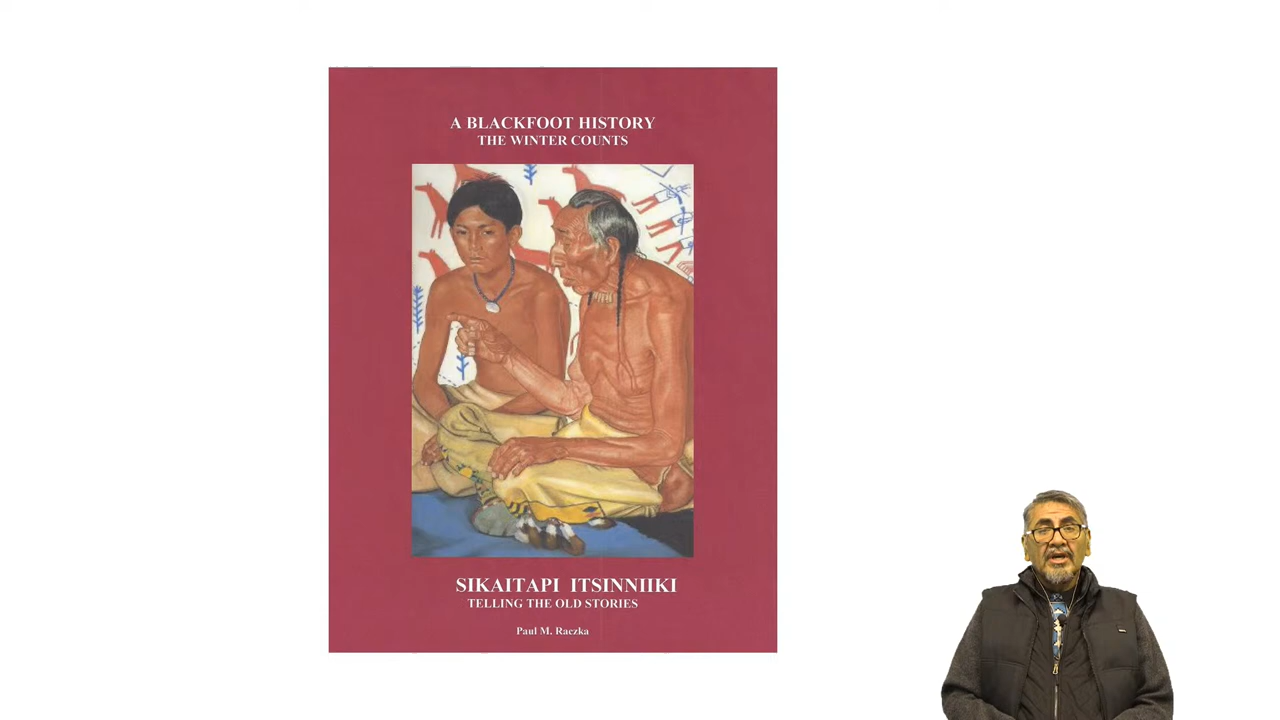 A BLACKFOOT HISTORY
THE WINTER COUNTS
SIKAITAPI ITSINNIIKI
TELLING THE OLD STORIES
Paul M. Raczka